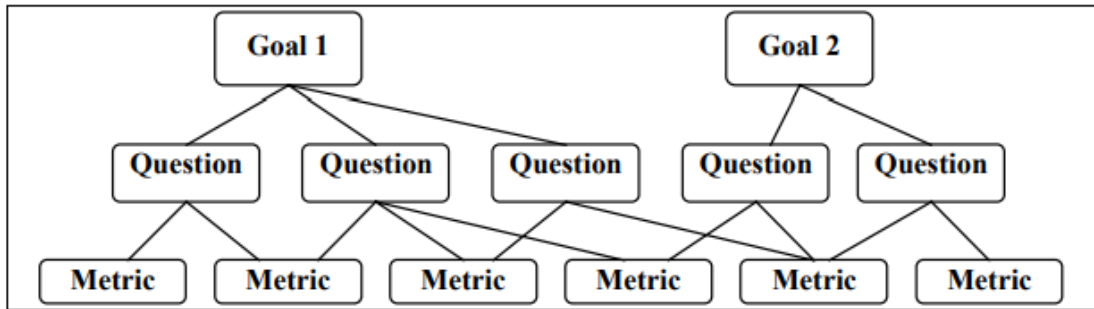 Goal 1 Goal 2
Question Question Question Question Question
Metric Metric Metric Metric Metric Metric